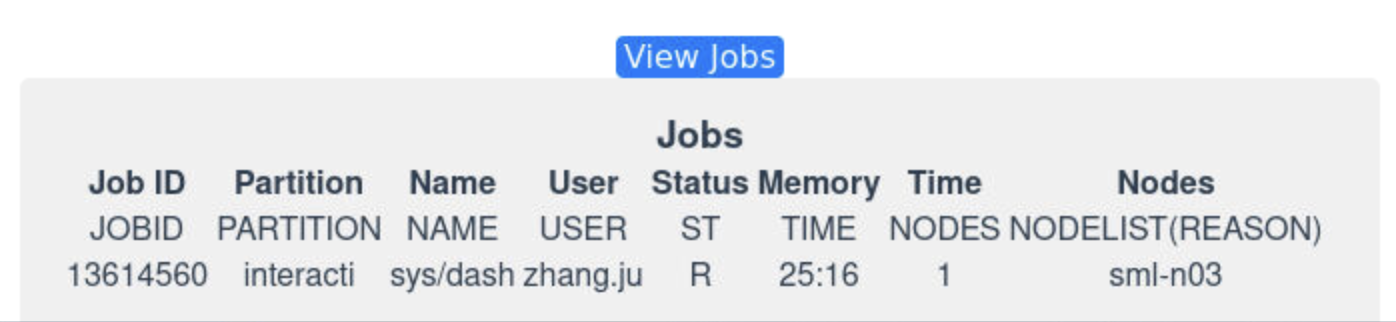 View Jobs
Jobs
Job ID Partition Name User Status Memory Time Nodes
JOBID PARTITION NAME USER ST TIME NODES NODELIST(REASON)
13614560 interacti sys/dash zhang.ju R 25:16 1 sml-n03